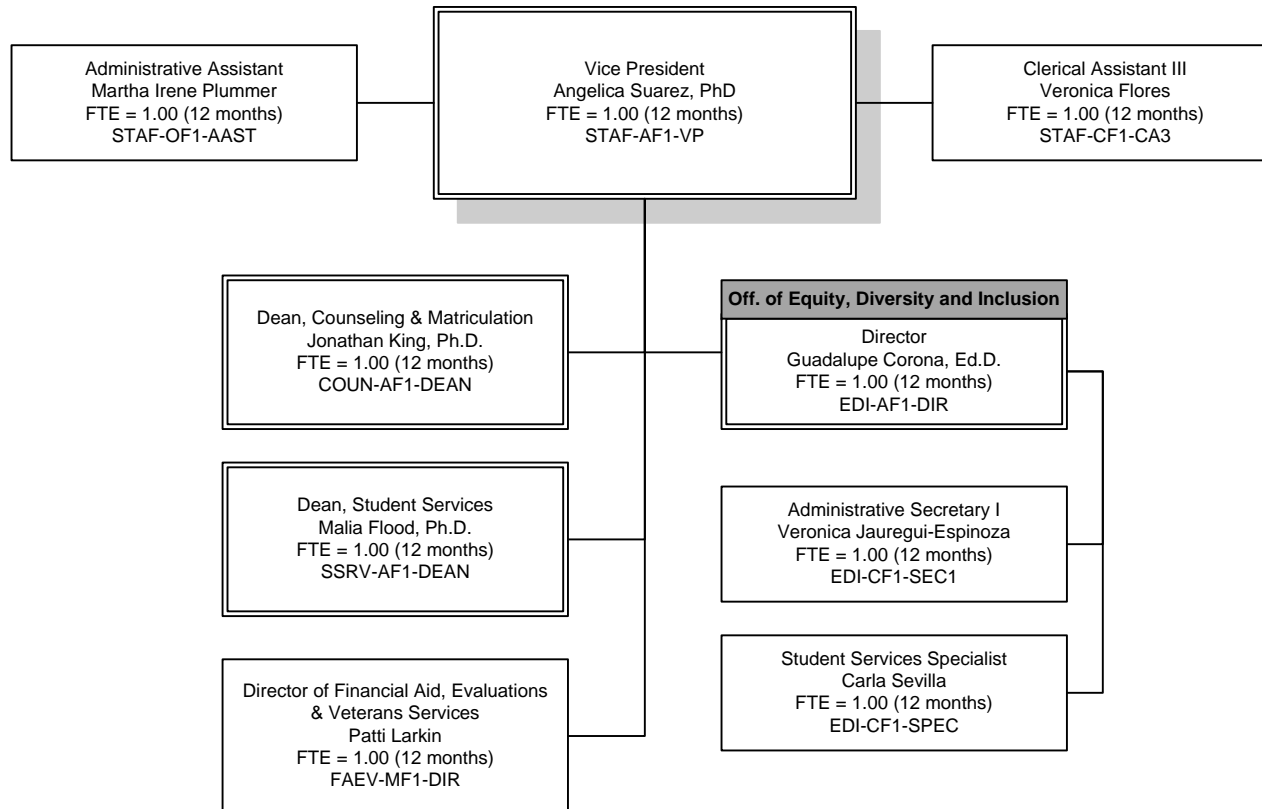 Administrative Assistant
Martha Irene Plummer
FTE = 1.00 (12 months)
STAF-OF1-AAST
Vice President
Angelica Suarez, PhD
FTE = 1.00 (12 months)
STAF-AF1-VP
Clerical Assistant III
Veronica Flores
FTE = 1.00 (12 months)
STAF-CF1-CA3
Dean, Counseling & Matriculation
Jonathan King, Ph.D.
FTE = 1.00 (12 months)
COUN-AF1-DEAN
Off. of Equity, Diversity and Inclusion
Director
Guadalupe Corona, Ed.D.
FTE = 1.00 (12 months)
EDI-AF1-DIR
Dean, Student Services
Malia Flood, Ph.D.
FTE = 1.00 (12 months)
SSRV-AF1-DEAN
Administrative Secretary I
Veronica Jauregui-Espinoza
FTE = 1.00 (12 months)
EDI-CF1-SEC1
Director of Financial Aid, Evaluations
& Veterans Services
Patti Larkin
FTE = 1.00 (12 months)
FAEV-MF1-DIR
Student Services Specialist
Carla Sevilla
FTE = 1.00 (12 months)
EDI-CF1-SPEC